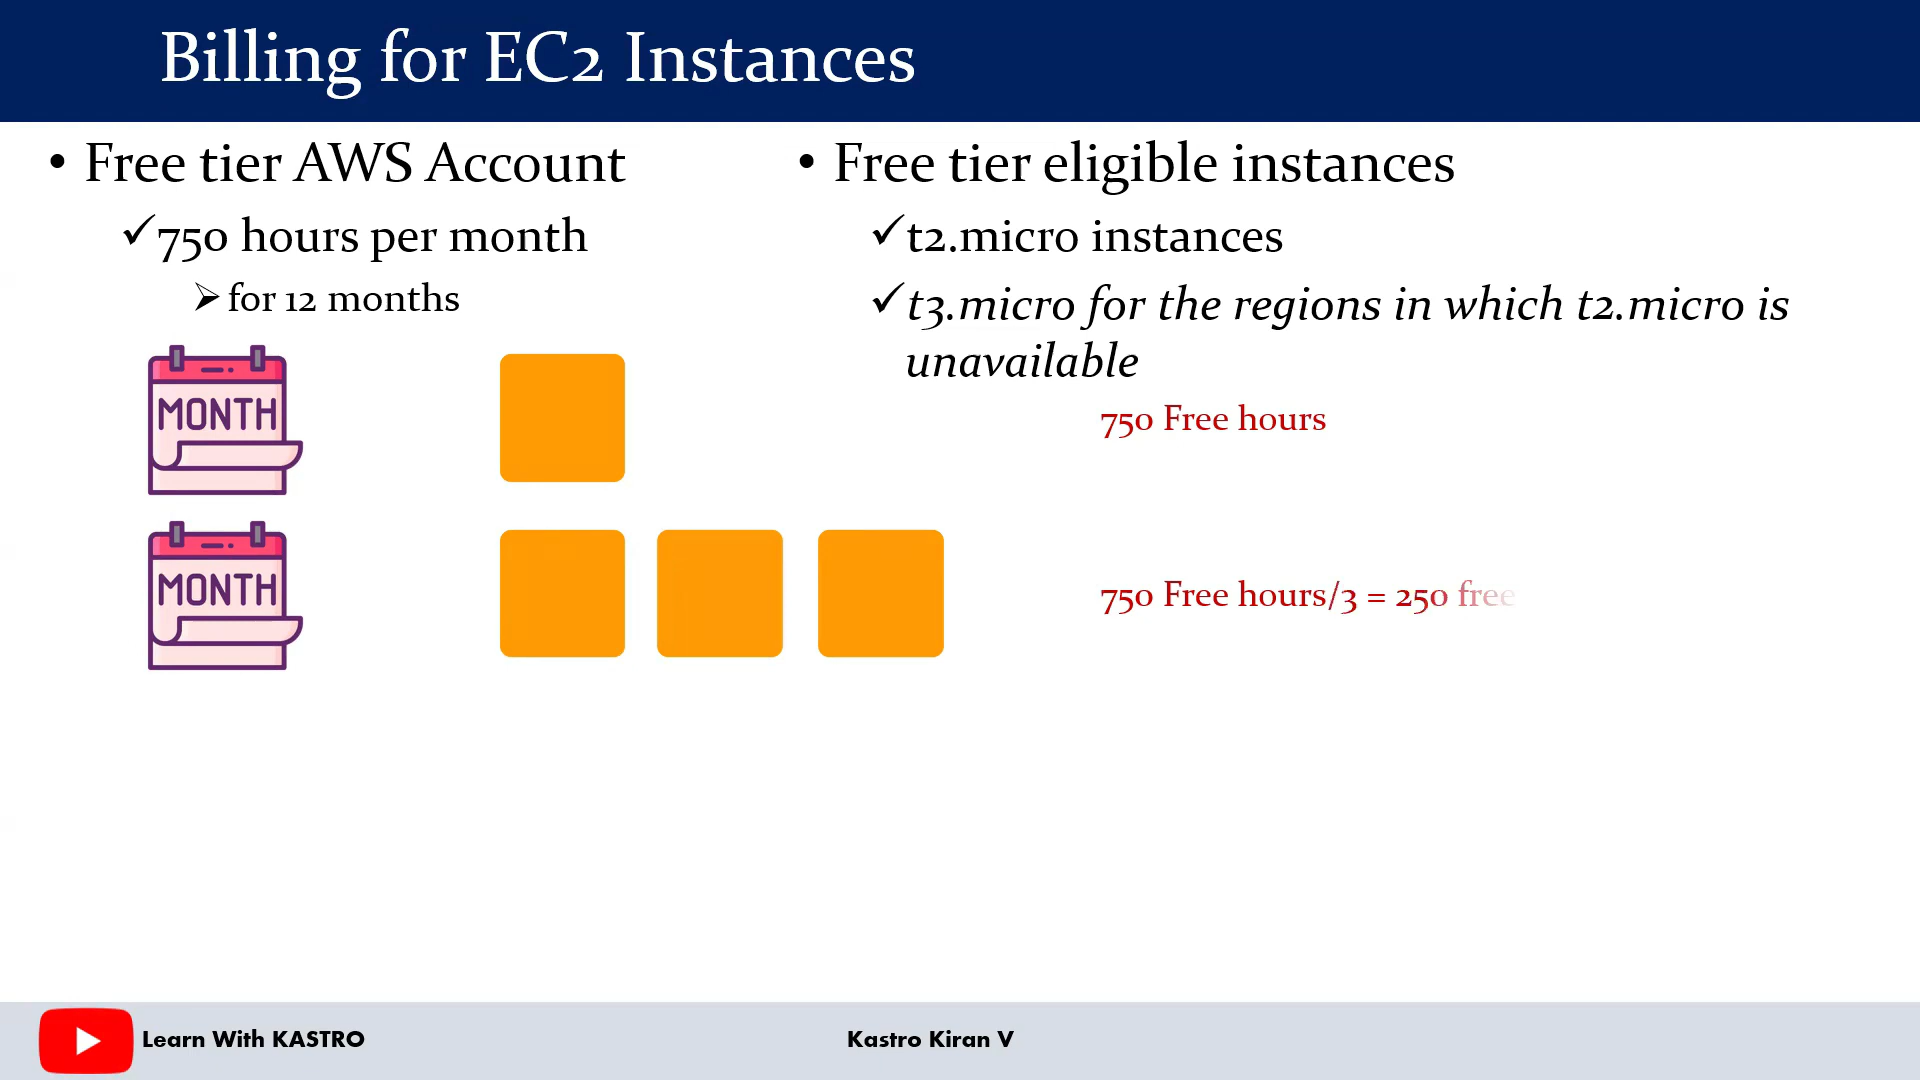 Billing for EC2 Instances
• Free tier AWS Account
✓750 hours per month
➢ for 12 months
• Free tier eligible instances
✓t2.micro instances
✓t3.micro for the regions in which t2.micro is
unavailable
MONTH
750 Free hours
MONTH
750 Free hours/3 = 250 free
Learn With KASTRO
Kastro Kiran V